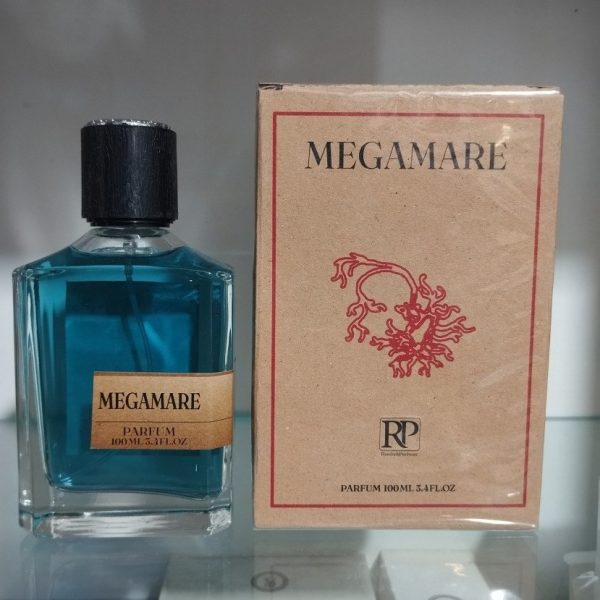 MEGAMARE
PARFUM
100ML 3.4FL.OZ
MEGAMARE
RP
PARFUM 100ML 3.4FL.OZ